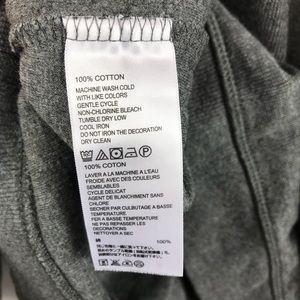 100% COTTON
MACHINE WASH COLD
WITH LIKE COLORS
GENTLE CYCLE
NON-CHLORINE BLEACH
TUMBLE DRY LOW
COOL IRON
DO NOT IRON THE DECORATION
DRY CLEAN
100% COTON
LAVER A LA MACHINE A L'EAU
FROIDE AVEC DES COULEURS
SEMBLABLES
CYCLE DELICAT
AGENT DE BLANCHIMENT SANS
CHLORE
SECHER PAR CULBUTAGE A BASSE
TEMPERATURE
FER A BASSE TEMPERATURE
NE PAS REPASSER LES
DECORATIONS
NETTOYAGE A SEC
綿 100%